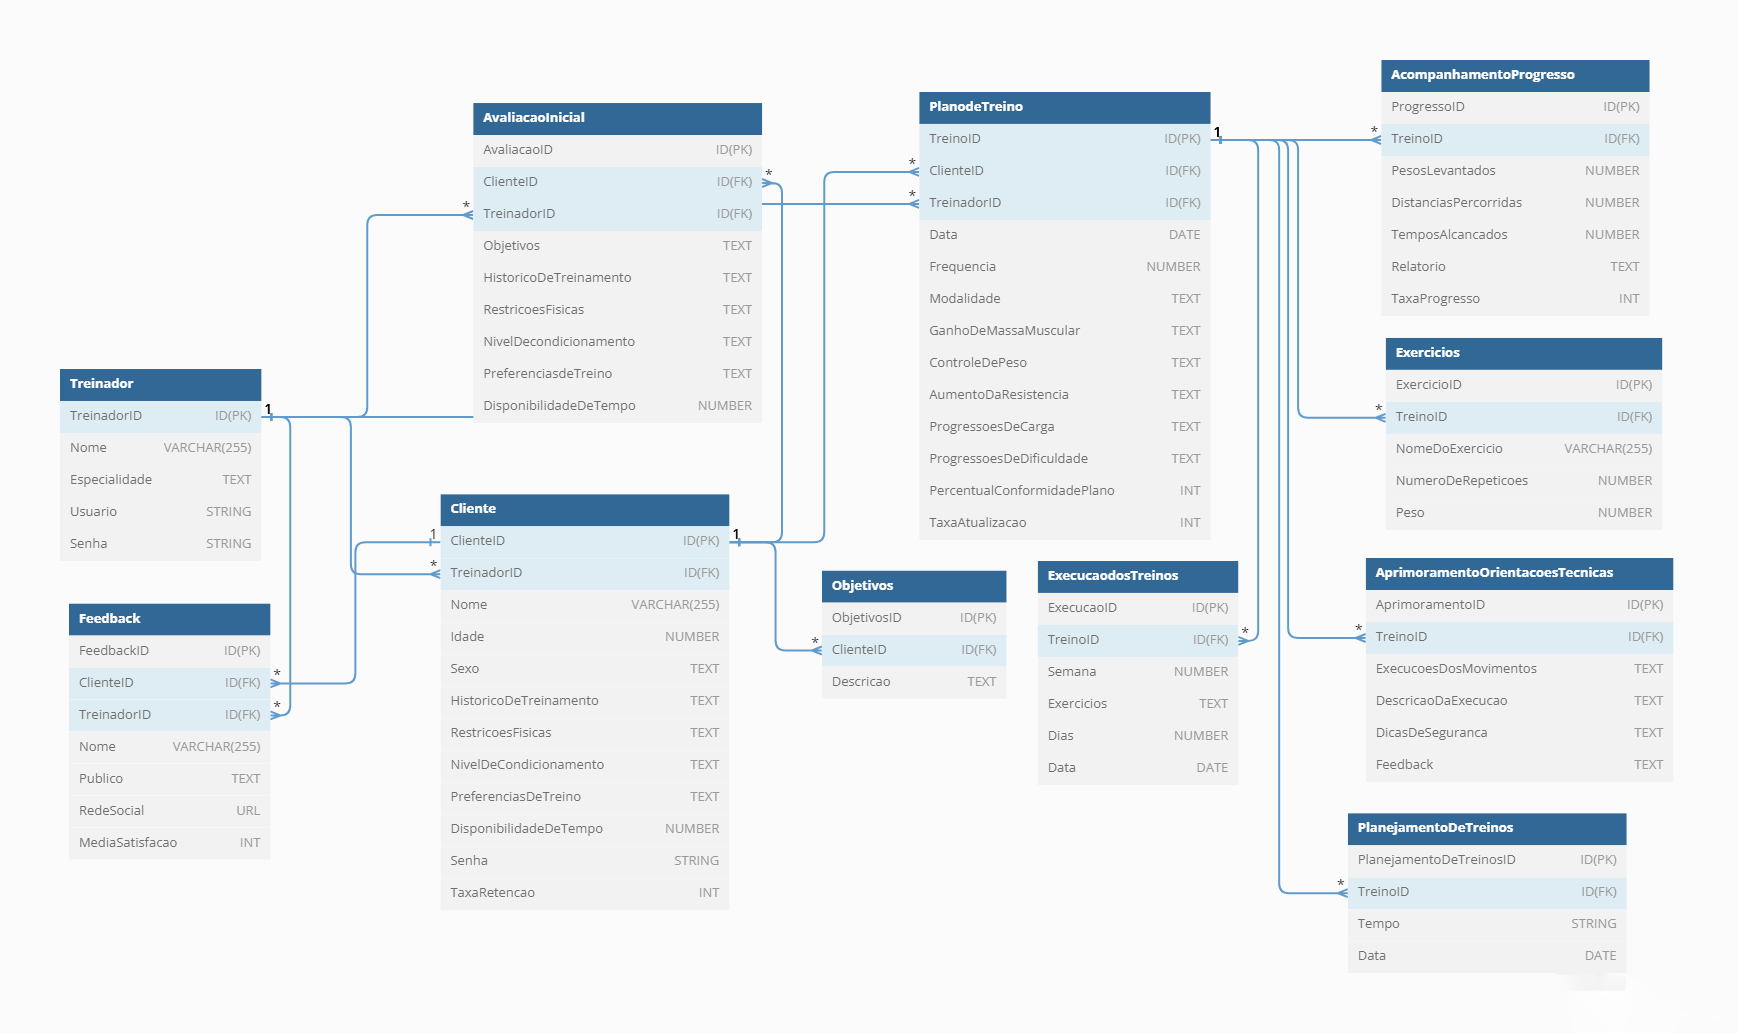 AvaliacaoInicial
AvaliacaoID ID(PK)
ClienteID ID(FK)
TreinadorID ID(FK)
Objetivos TEXT
HistoricoDeTreinamento TEXT
RestricoesFisicas TEXT
NivelDecondicionamento TEXT
PreferenciasdeTreino TEXT
DisponibilidadeDeTempo NUMBER
*
*
PlanodeTreino
TreinoID ID(PK)
ClienteID ID(FK)
TreinadorID ID(FK)
Data DATE
Frequencia NUMBER
Modalidade TEXT
GanhoDeMassaMuscular TEXT
ControleDePeso TEXT
AumentoDaResistencia TEXT
ProgressoesDeCarga TEXT
ProgressoesDeDificuldade TEXT
PercentualConformidadePlano INT
TaxaAtualizacao INT
*
*
1
AcompanhamentoProgresso
ProgressoID ID(PK)
TreinoID ID(FK)
PesosLevantados NUMBER
DistanciasPercorridas NUMBER
TemposAlcancados NUMBER
Relatorio TEXT
TaxaProgresso INT
*
Exercicios
ExercicioID ID(PK)
TreinoID ID(FK)
NomeDoExercicio VARCHAR(255)
NumeroDeRepeticoes NUMBER
Peso NUMBER
*
Treinador
TreinadorID ID(PK)
Nome VARCHAR(255)
Especialidade TEXT
Usuario STRING
Senha STRING
1
Feedback
FeedbackID ID(PK)
ClienteID ID(FK)
TreinadorID ID(FK)
Nome VARCHAR(255)
Publico TEXT
RedeSocial URL
MediaSatisfacao INT
*
*
Cliente
ClienteID ID(PK)
TreinadorID ID(FK)
Nome VARCHAR(255)
Idade NUMBER
Sexo TEXT
HistoricoDeTreinamento TEXT
RestricoesFisicas TEXT
NivelDeCondicionamento TEXT
PreferenciasDeTreino TEXT
DisponibilidadeDeTempo NUMBER
Senha STRING
TaxaRetencao INT
1
*
1
Objetivos
ObjetivosID ID(PK)
ClienteID ID(FK)
Descricao TEXT
*
ExecucaodosTreinos
ExecucaoID ID(PK)
TreinoID ID(FK)
Semana NUMBER
Exercicios TEXT
Dias NUMBER
Data DATE
*
AprimoramentoOrientacoesTecnicas
AprimoramentoID ID(PK)
TreinoID ID(FK)
ExecucoesDosMovimentos TEXT
DescricaoDaExecucao TEXT
DicasDeSeguranca TEXT
Feedback TEXT
*
PlanejamentoDeTreinos
PlanejamentoDeTreinosID ID(PK)
TreinoID ID(FK)
Tempo STRING
Data DATE
*